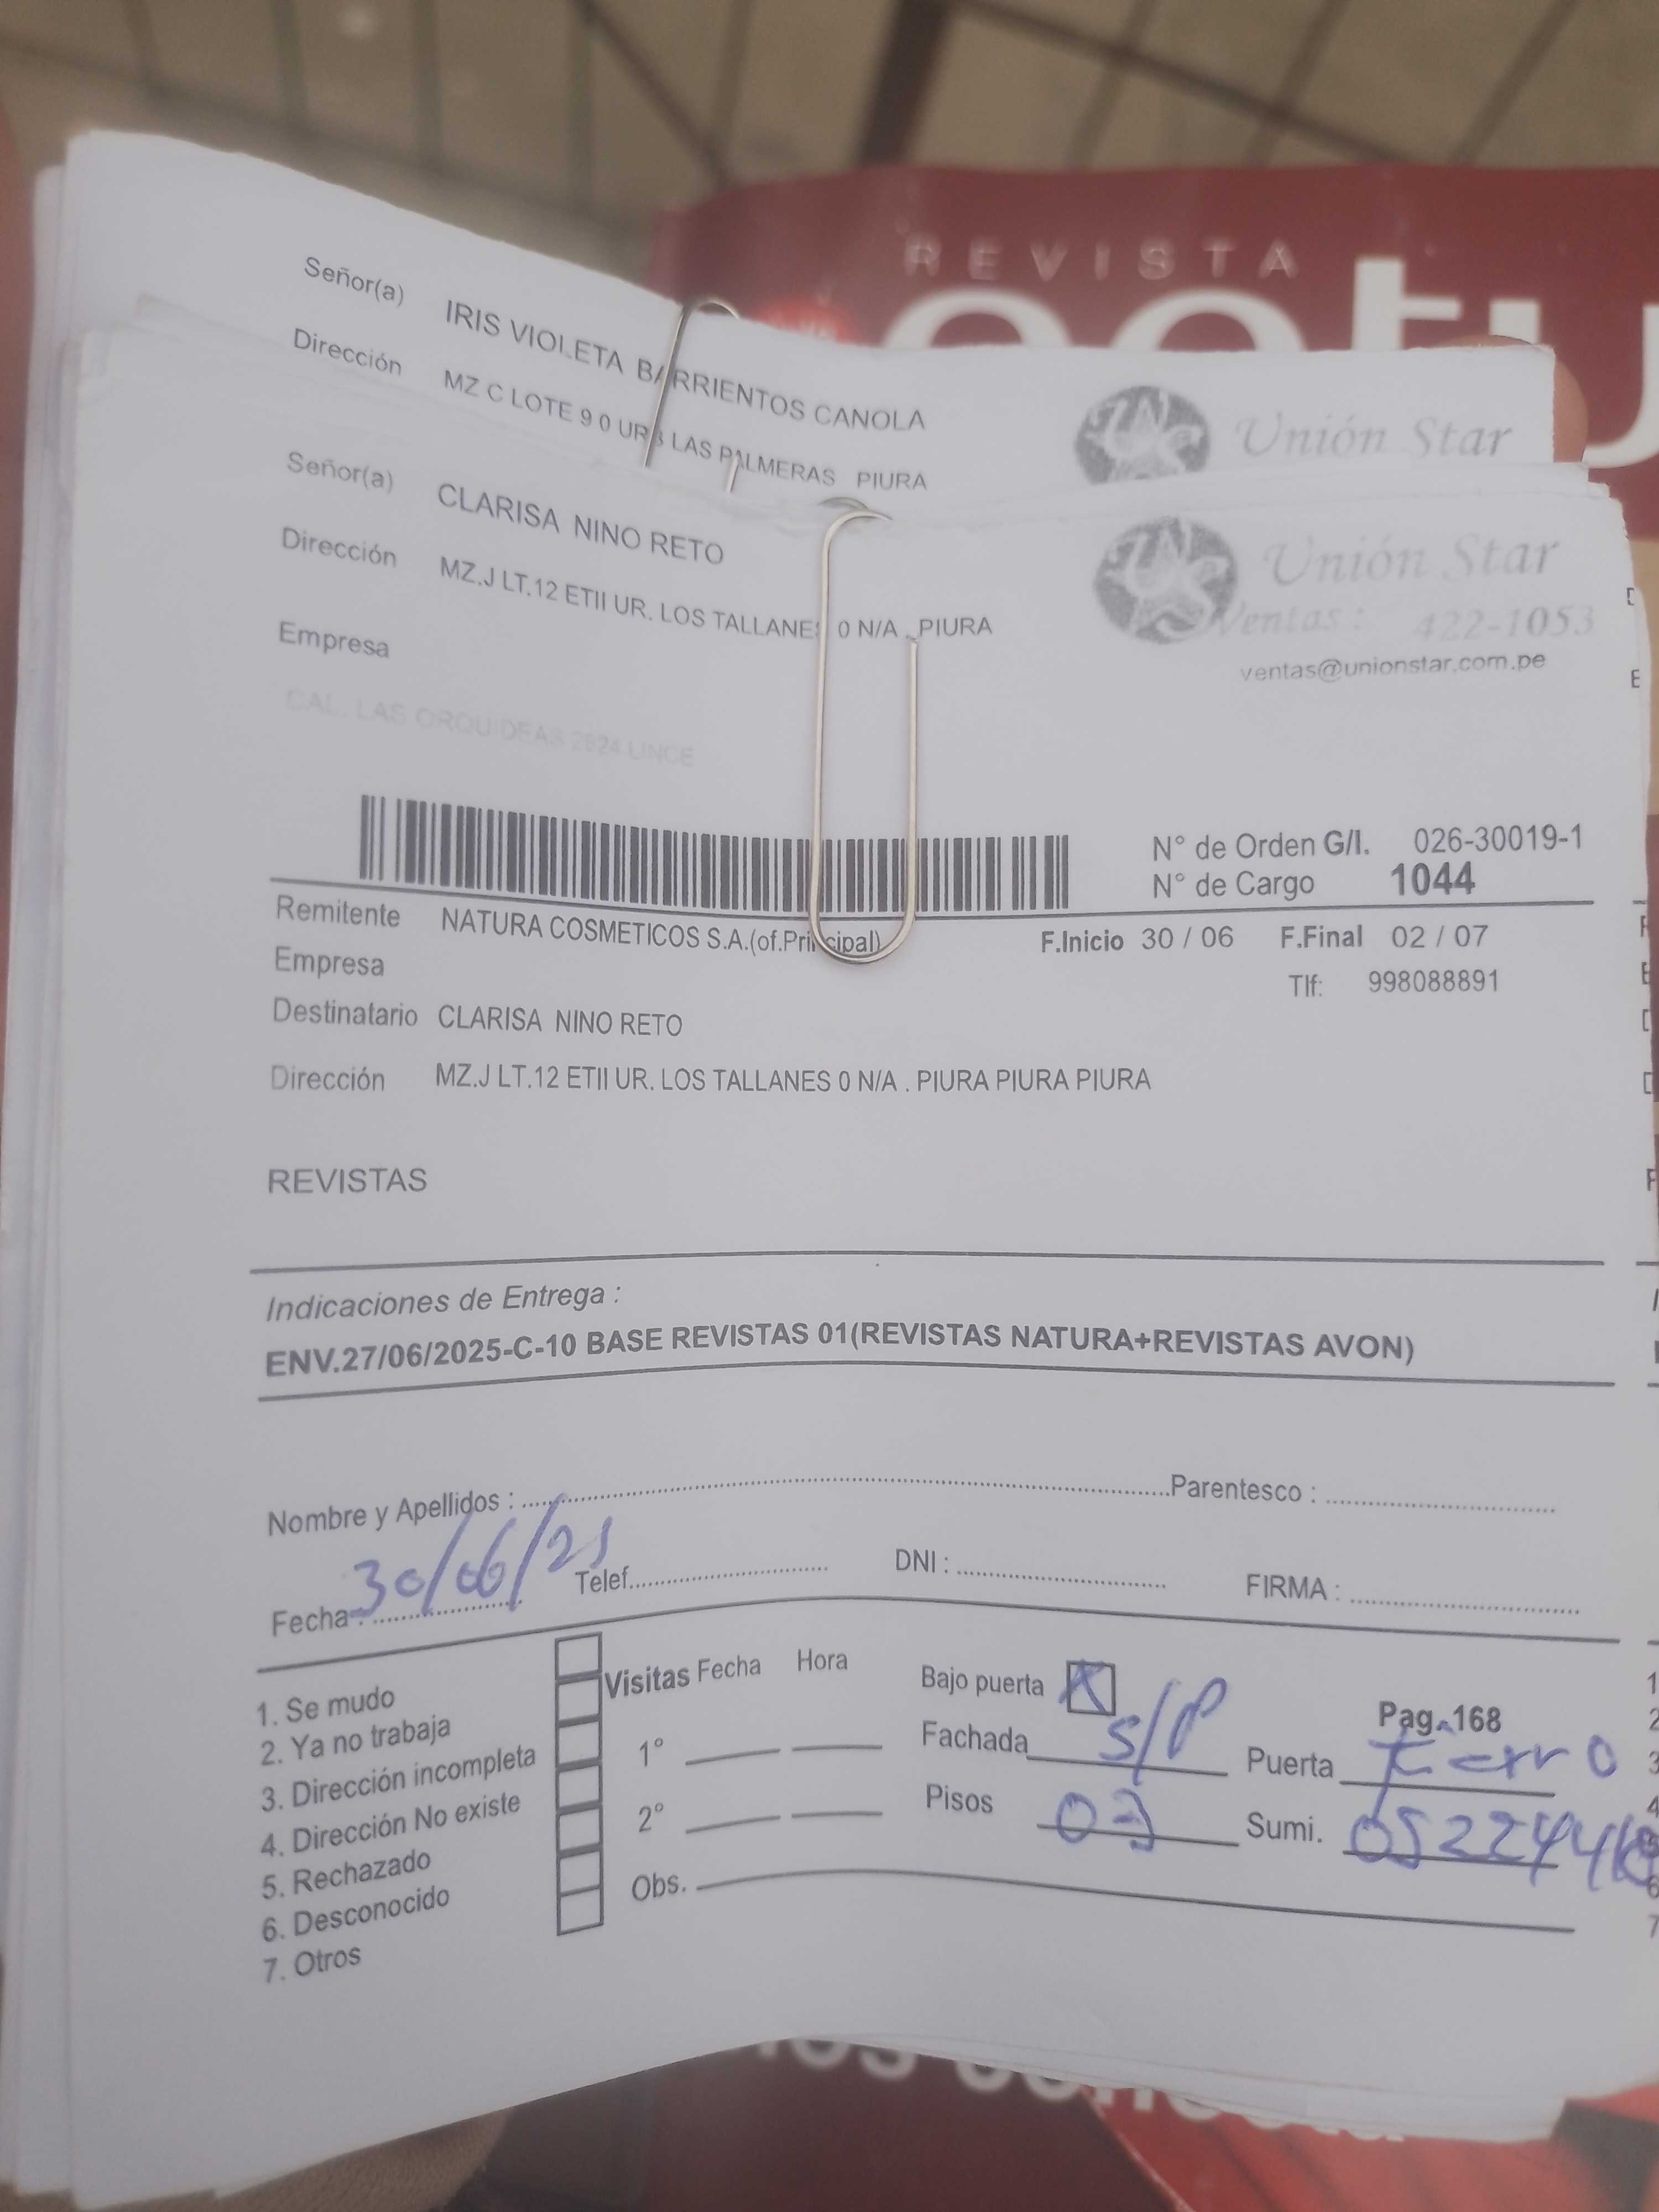 REVISTA
Señor(a) IRIS VIOLETA BARRIENTOS CANOLA
Dirección MZ C LOTE 9 0 URB LAS PALMERAS PIURA
Unión Star
Señor(a) CLARISA NINO RETO
Dirección MZ.J LT.12 ETII UR. LOS TALLANES 0 N/A . PIURA
Empresa
Unión Star
Ventas : 422-1053
ventas@unionstar.com.pe
CAL. LAS ORQUIDEAS 2624 LINCE
N° de Orden G/I. 026-30019-1
N° de Cargo 1044
Remitente NATURA COSMETICOS S.A.(of.Principal) F.Inicio 30 / 06 F.Final 02 / 07
Empresa Tlf: 998088891
Destinatario CLARISA NINO RETO
Dirección MZ.J LT.12 ETII UR. LOS TALLANES 0 N/A . PIURA PIURA PIURA
REVISTAS
Indicaciones de Entrega :
ENV.27/06/2025-C-10 BASE REVISTAS 01(REVISTAS NATURA+REVISTAS AVON)
Nombre y Apellidos : Parentesco :
Fecha : 30/06/25 Telef. DNI : FIRMA :
Visitas Fecha Hora
Bajo puerta X
Pag. 168
1. Se mudo
2. Ya no trabaja
3. Dirección incompleta
4. Dirección No existe
5. Rechazado
6. Desconocido
7. Otros
1°
2°
Obs.
Fachada S/P Puerta Fierro
Pisos 02 Sumi.